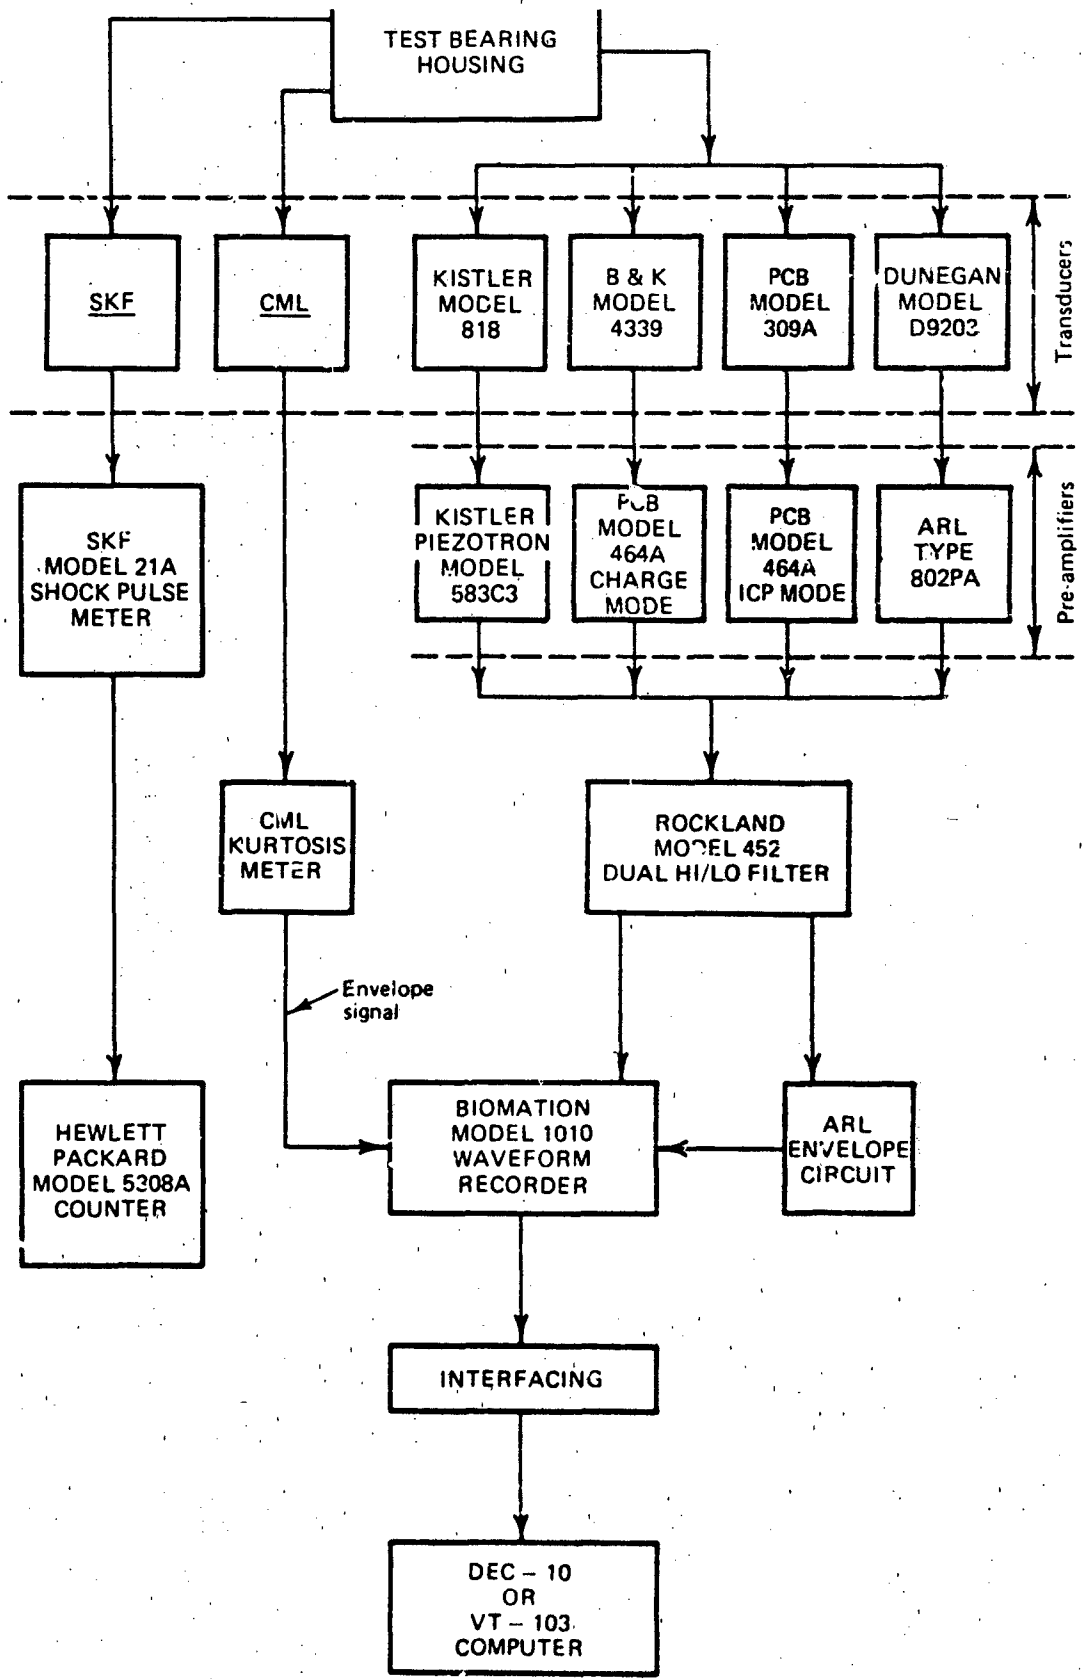 TEST BEARING
HOUSING
SKF
CML
KISTLER
MODEL
818
B & K
MODEL
4339
PCB
MODEL
309A
DUNEGAN
MODEL
D9203
Transducers
SKF
MODEL 21A
SHOCK PULSE
METER
KISTLER
PIEZOTRON
MODEL
583C3
PCB
MODEL
464A
CHARGE
MODE
PCB
MODEL
464A
ICP MODE
ARL
TYPE
802PA
Pre-amplifiers
CML
KURTOSIS
METER
ROCKLAND
MODEL 452
DUAL HI/LO FILTER
Envelope
signal
HEWLETT
PACKARD
MODEL 5308A
COUNTER
BIOMATION
MODEL 1010
WAVEFORM
RECORDER
ARL
ENVELOPE
CIRCUIT
INTERFACING
DEC – 10
OR
VT – 103
COMPUTER